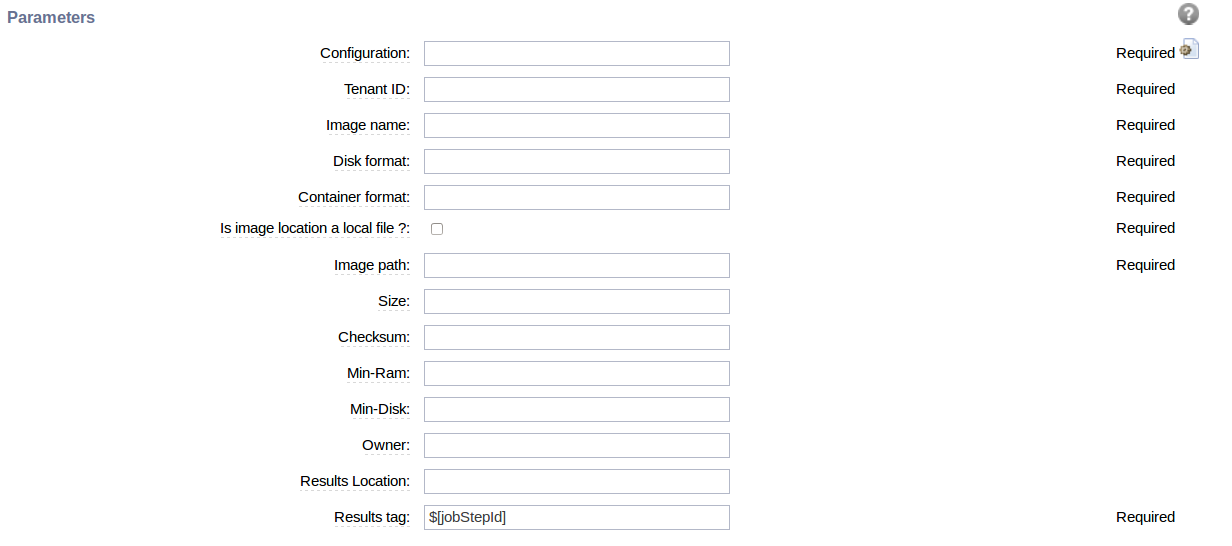 Parameters
?
Configuration: Required
Tenant ID: Required
Image name: Required
Disk format: Required
Container format: Required
Is image location a local file ?: Required
Image path: Required
Size:
Checksum:
Min-Ram:
Min-Disk:
Owner:
Results Location:
Results tag: $[jobStepId] Required